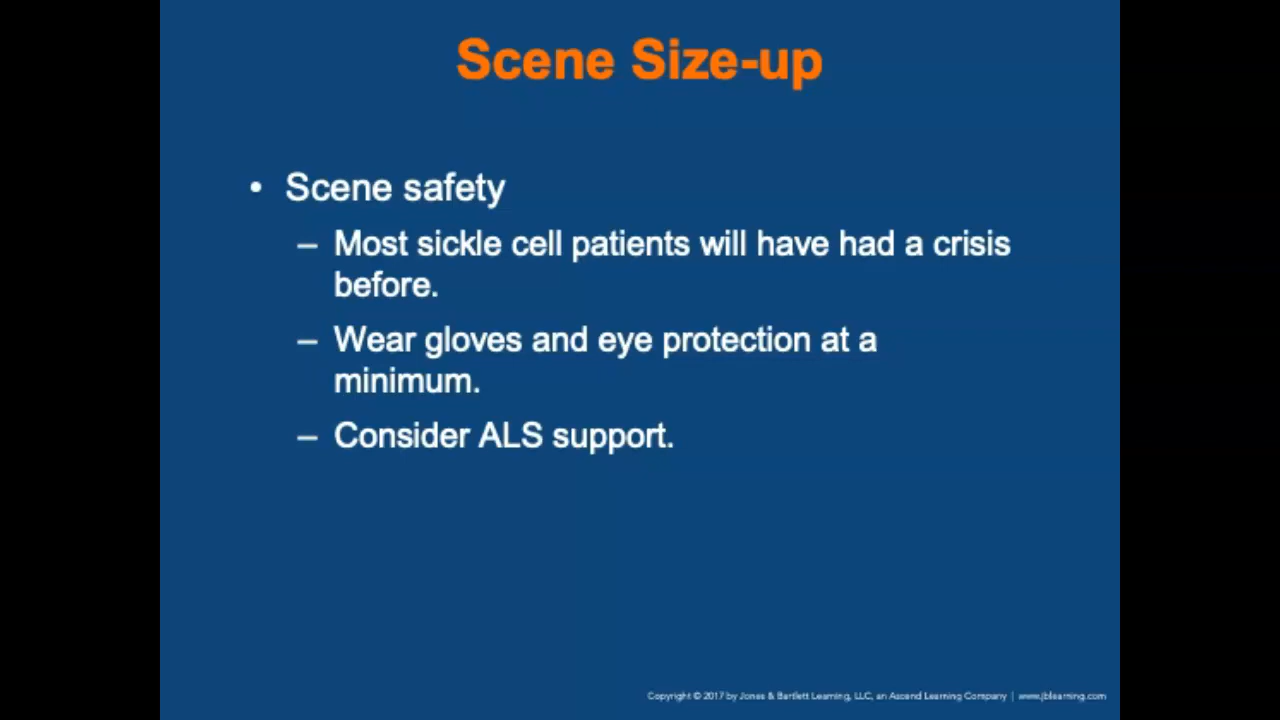 Scene Size-up
• Scene safety
– Most sickle cell patients will have had a crisis
before.
– Wear gloves and eye protection at a
minimum.
– Consider ALS support.
Copyright © 2017 by Jones & Bartlett Learning, LLC, an Ascend Learning Company | www.jblearning.com